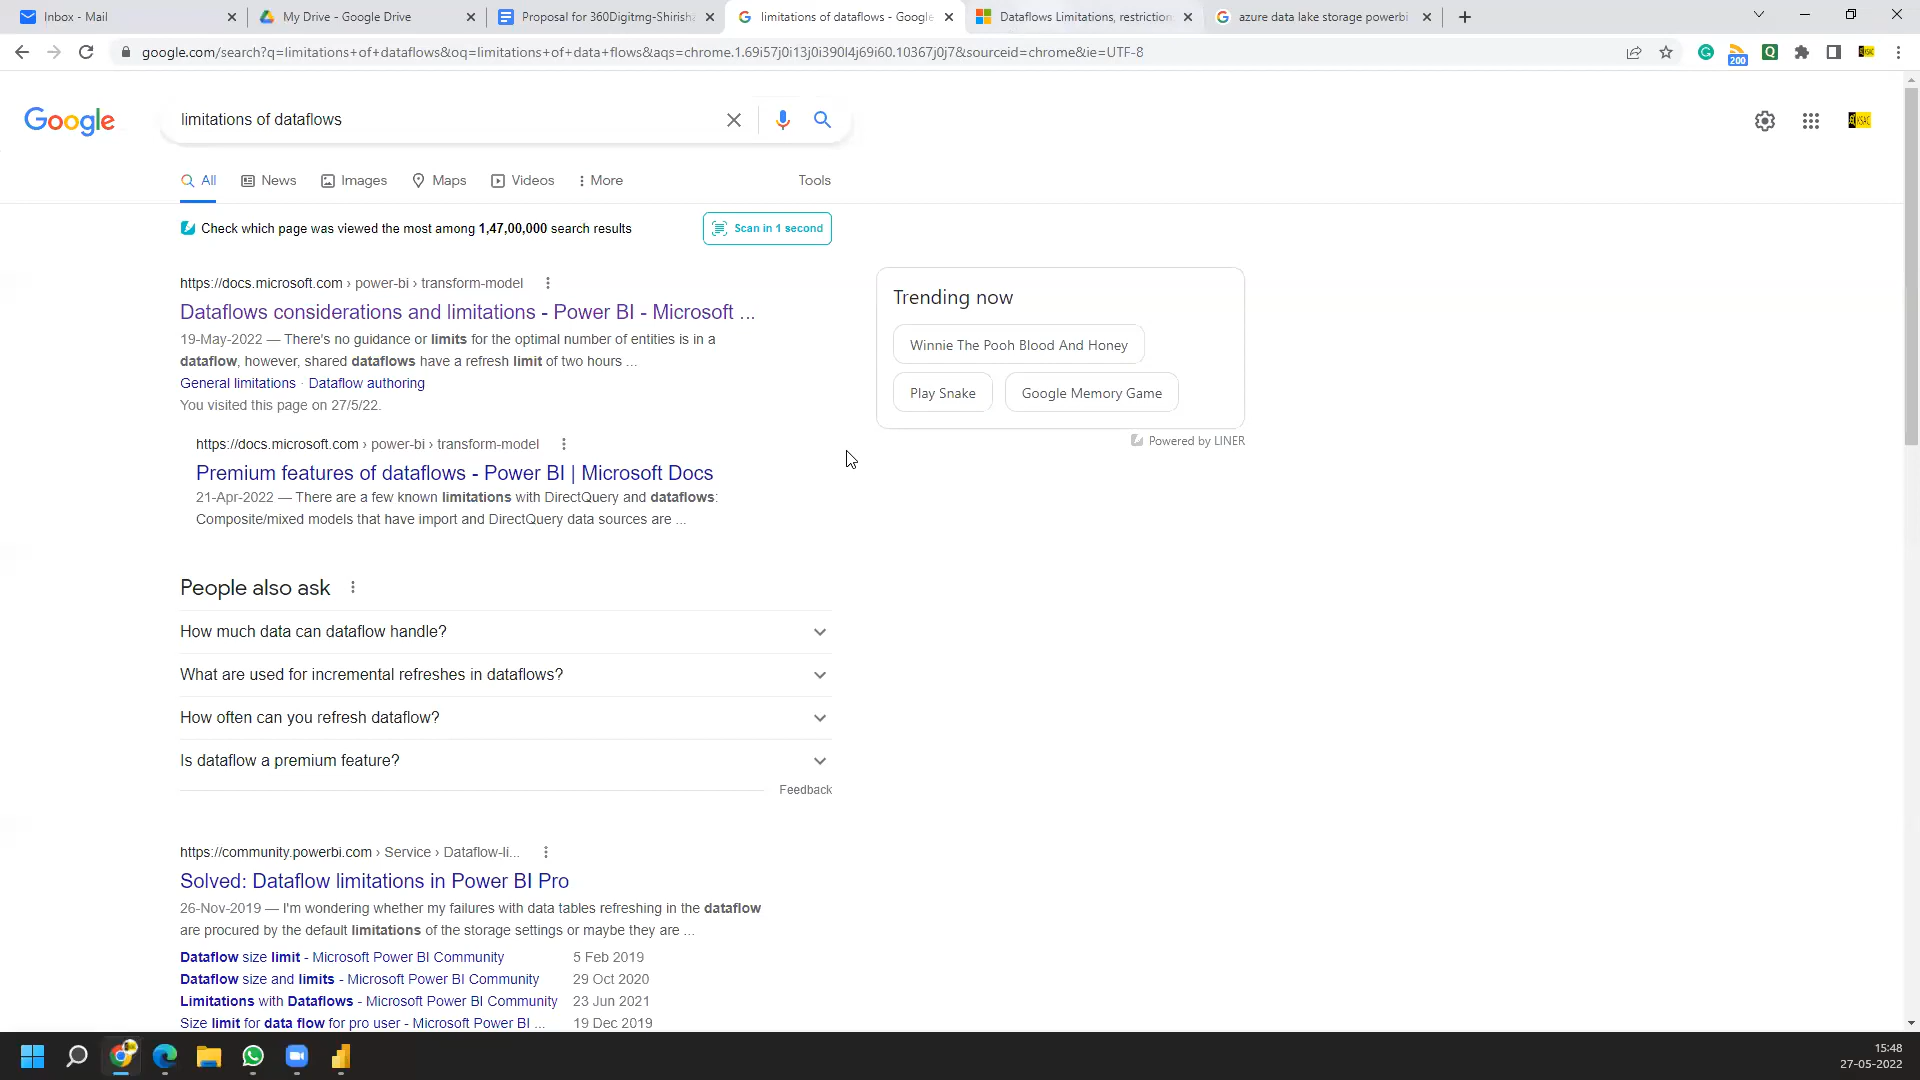 Inbox - Mail
My Drive - Google Drive
Proposal for 360Digitmg-Shirisha
limitations of dataflows - Google
Dataflows Limitations, restriction
azure data lake storage powerbi
google.com/search?q=limitations+of+dataflows&oq=limitations+of+data+flows&aqs=chrome.1.69i57j0i13j0i390l4j69i60.10367j0j7&sourceid=chrome&ie=UTF-8
200
Google
limitations of dataflows
All
News
Images
Maps
Videos
More
Tools
Check which page was viewed the most among 1,47,00,000 search results
Scan in 1 second
https://docs.microsoft.com › power-bi › transform-model
Dataflows considerations and limitations - Power BI - Microsoft ...
19-May-2022 — There's no guidance or limits for the optimal number of entities is in a
dataflow, however, shared dataflows have a refresh limit of two hours ...
General limitations · Dataflow authoring
You visited this page on 27/5/22.
https://docs.microsoft.com › power-bi › transform-model
Premium features of dataflows - Power BI | Microsoft Docs
21-Apr-2022 — There are a few known limitations with DirectQuery and dataflows:
Composite/mixed models that have import and DirectQuery data sources are ...
Trending now
Winnie The Pooh Blood And Honey
Play Snake
Google Memory Game
Powered by LINER
People also ask
How much data can dataflow handle?
What are used for incremental refreshes in dataflows?
How often can you refresh dataflow?
Is dataflow a premium feature?
Feedback
https://community.powerbi.com › Service › Dataflow-li...
Solved: Dataflow limitations in Power BI Pro
26-Nov-2019 — I'm wondering whether my failures with data tables refreshing in the dataflow
are procured by the default limitations of the storage settings or maybe they are ...
Dataflow size limit - Microsoft Power BI Community 5 Feb 2019
Dataflow size and limits - Microsoft Power BI Community 29 Oct 2020
Limitations with Dataflows - Microsoft Power BI Community 23 Jun 2021
Size limit for data flow for pro user - Microsoft Power BI ... 19 Dec 2019
15:48
27-05-2022